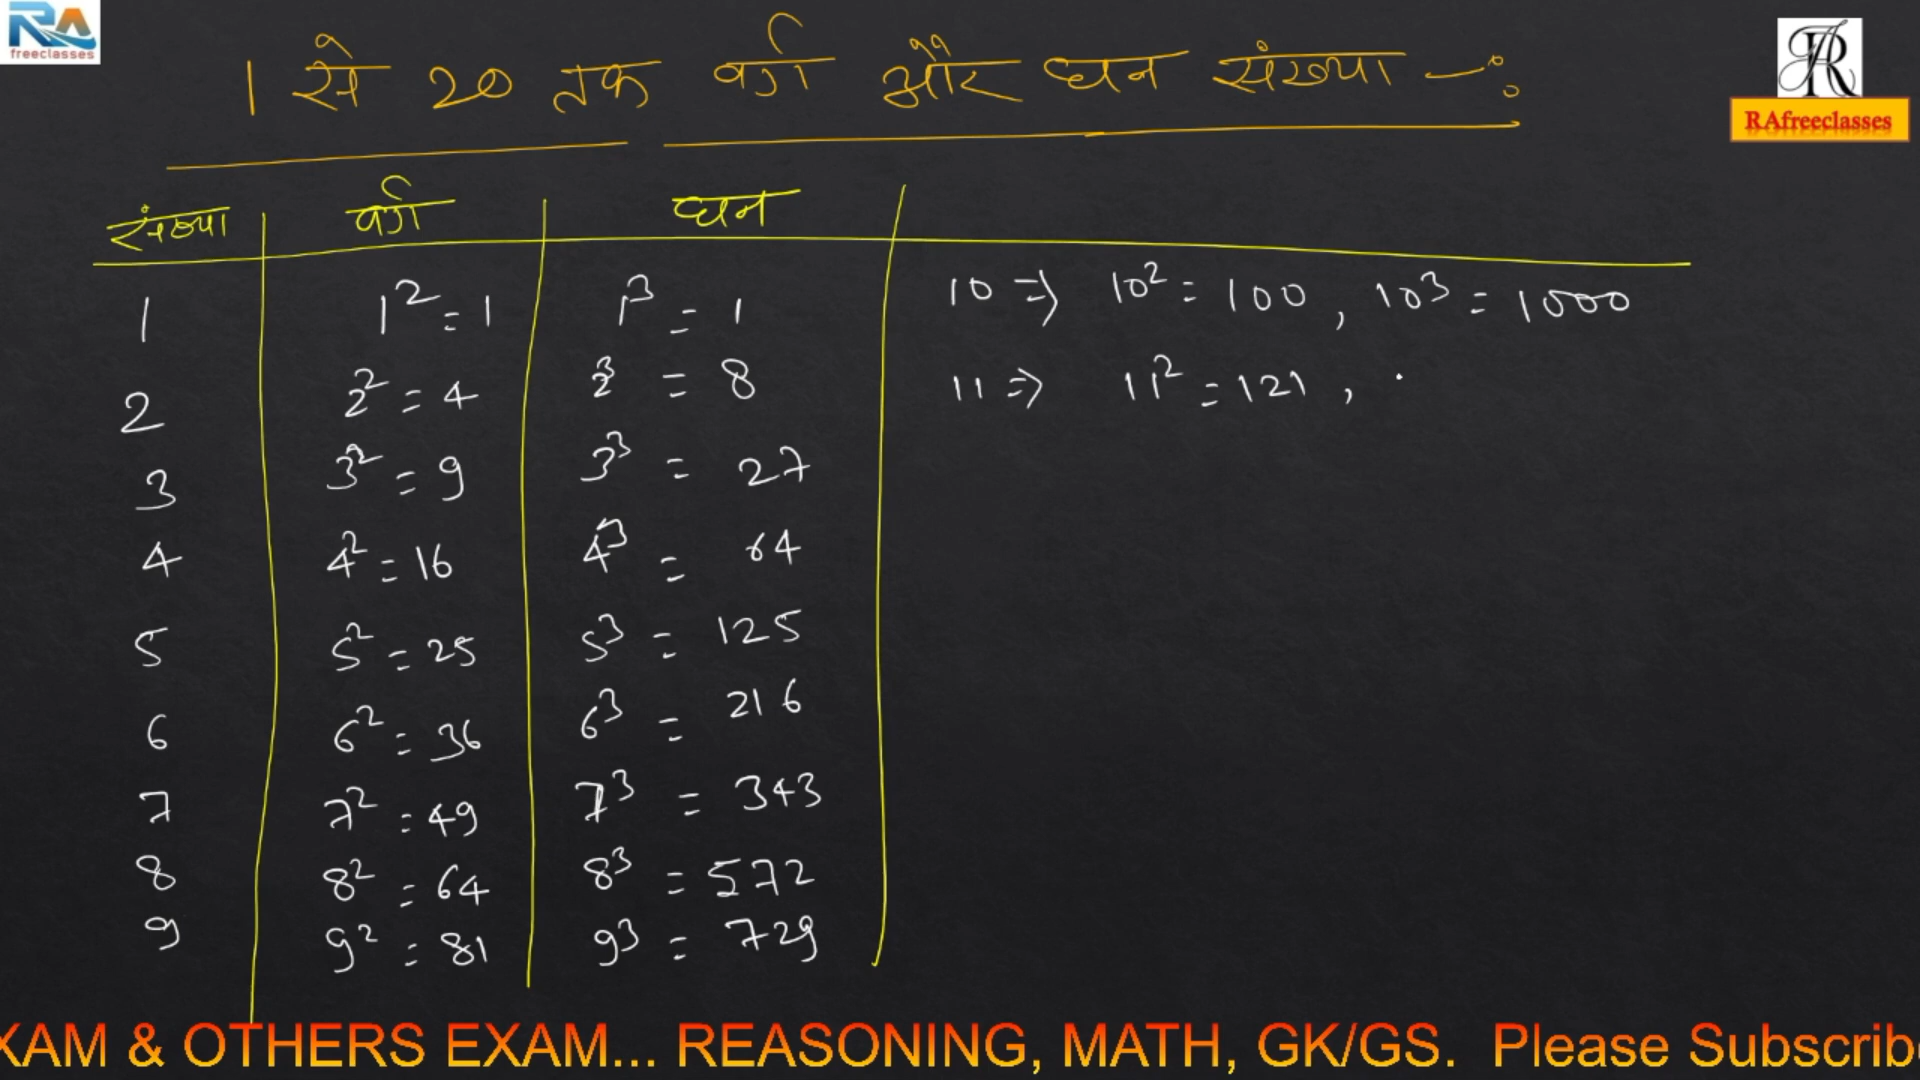 RA
freeclasses
1 से 20 तक वर्ग और घन संख्या —:
RAfreeclasses
संख्या वर्ग घन
1 1² = 1 1³ = 1 10 ⇒ 10² = 100, 10³ = 1000
2 2² = 4 2³ = 8 11 ⇒ 11² = 121,
3 3² = 9 3³ = 27
4 4² = 16 4³ = 64
5 5² = 25 5³ = 125
6 6² = 36 6³ = 216
7 7² = 49 7³ = 343
8 8² = 64 8³ = 572
9 9² = 81 9³ = 729
XAM & OTHERS EXAM... REASONING, MATH, GK/GS. Please Subscrib